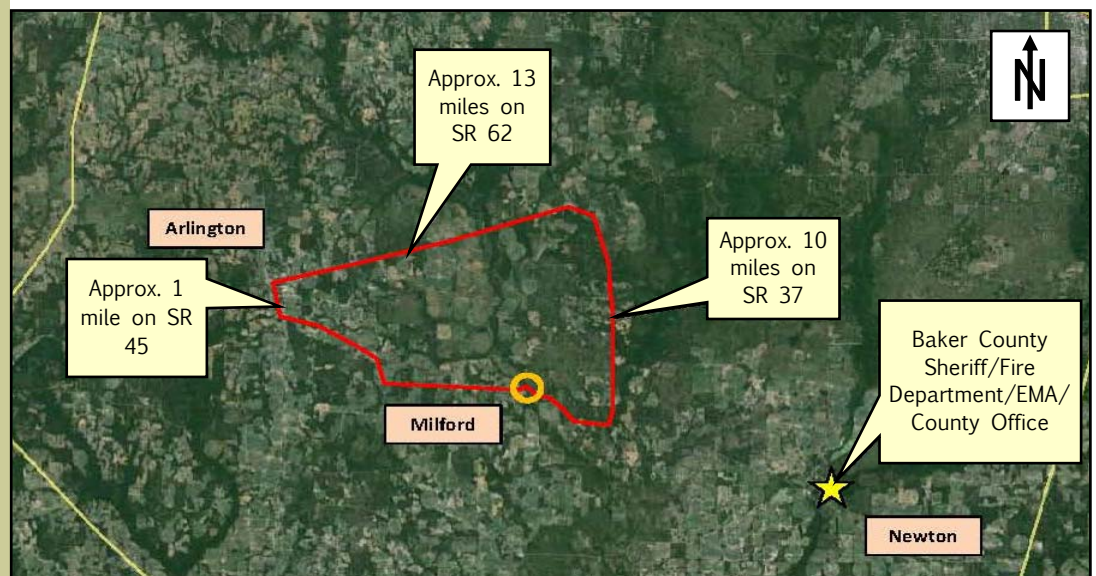 Approx. 13
miles on
SR 62
N
Arlington
Approx. 10
miles on
SR 37
Approx. 1
mile on SR
45
Baker County
Sheriff/Fire
Department/EMA/
County Office
Milford
Newton